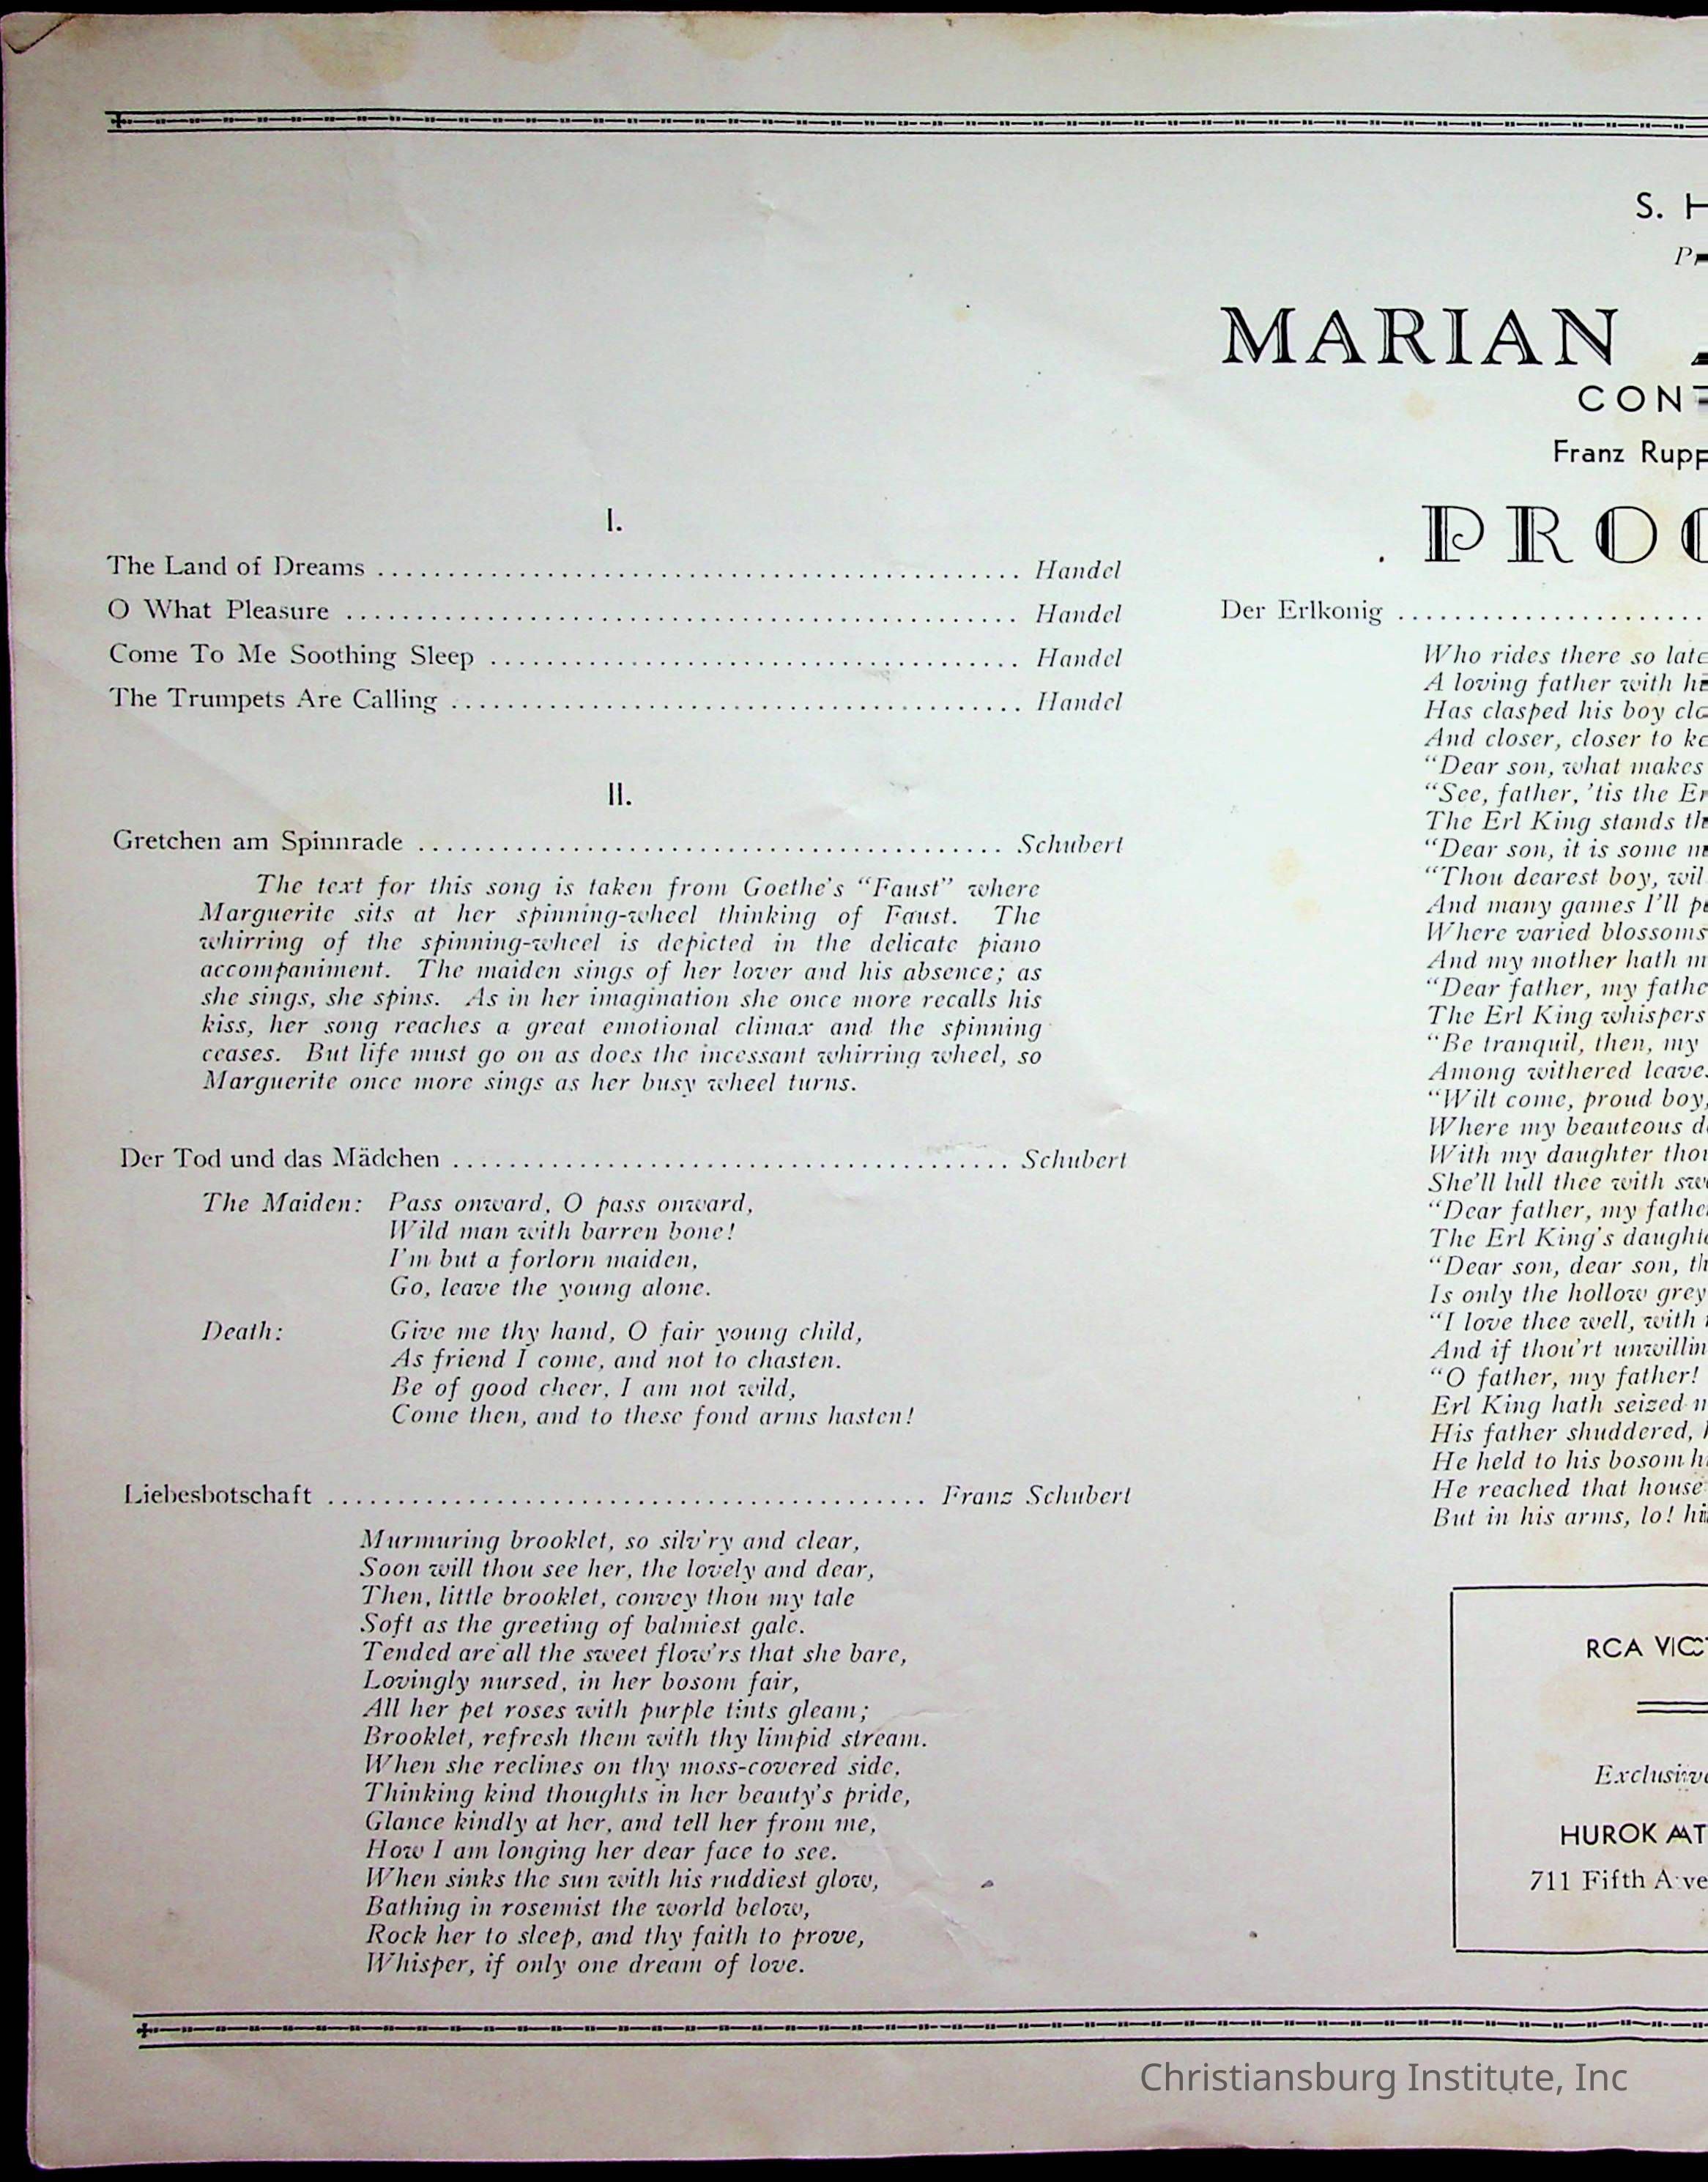 S. H
MARIAN
CON
Franz Rupp
PROG
I.
The Land of Dreams ............ Handel
O What Pleasure ............ Handel
Come To Me Soothing Sleep ............ Handel
The Trumpets Are Calling ............ Handel
II.
Gretchen am Spinnrade ............ Schubert
The text for this song is taken from Goethe's "Faust" where
Marguerite sits at her spinning-wheel thinking of Faust. The
whirring of the spinning-wheel is depicted in the delicate piano
accompaniment. The maiden sings of her lover and his absence; as
she sings, she spins. As in her imagination she once more recalls his
kiss, her song reaches a great emotional climax and the spinning
ceases. But life must go on as does the incessant whirring wheel, so
Marguerite once more sings as her busy wheel turns.
Der Tod und das Mädchen ............ Schubert
The Maiden: Pass onward, O pass onward,
Wild man with barren bone!
I'm but a forlorn maiden,
Go, leave the young alone.
Death: Give me thy hand, O fair young child,
As friend I come, and not to chasten.
Be of good cheer, I am not wild,
Come then, and to these fond arms hasten!
Liebesbotschaft ............ Franz Schubert
Murmuring brooklet, so silv'ry and clear,
Soon will thou see her, the lovely and dear,
Then, little brooklet, convey thou my tale
Soft as the greeting of balmiest gale.
Tended are all the sweet flow'rs that she bare,
Lovingly nursed, in her bosom fair,
All her pet roses with purple tints gleam;
Brooklet, refresh them with thy limpid stream.
When she reclines on thy moss-covered side,
Thinking kind thoughts in her beauty's pride,
Glance kindly at her, and tell her from me,
How I am longing her dear face to see.
When sinks the sun with his ruddiest glow,
Bathing in rosemist the world below,
Rock her to sleep, and thy faith to prove,
Whisper, if only one dream of love.
Der Erlkonig ............
Who rides there so late
A loving father with
Has clasped his boy
And closer, closer to
"Dear son, what makes
"See, father, 'tis the
The Erl King stands
"Dear son, it is some
"Thou dearest boy,
And many games I'll
Where varied blossoms
And my mother hath
"Dear father, my
The Erl King whispers
"Be tranquil, then, my
Among withered
"Wilt come, proud boy,
Where my beauteous
With my daughter
She'll lull thee with
"Dear father, my
The Erl King's
"Dear son, dear son,
Is only the hollow grey
"I love thee well, with
And if thou'rt
"O father, my father!
Erl King hath seized
His father shuddered,
He held to his bosom
He reached that house
But in his arms, lo!
RCA
HUROK
711 Fifth
Christiansburg Institute, Inc